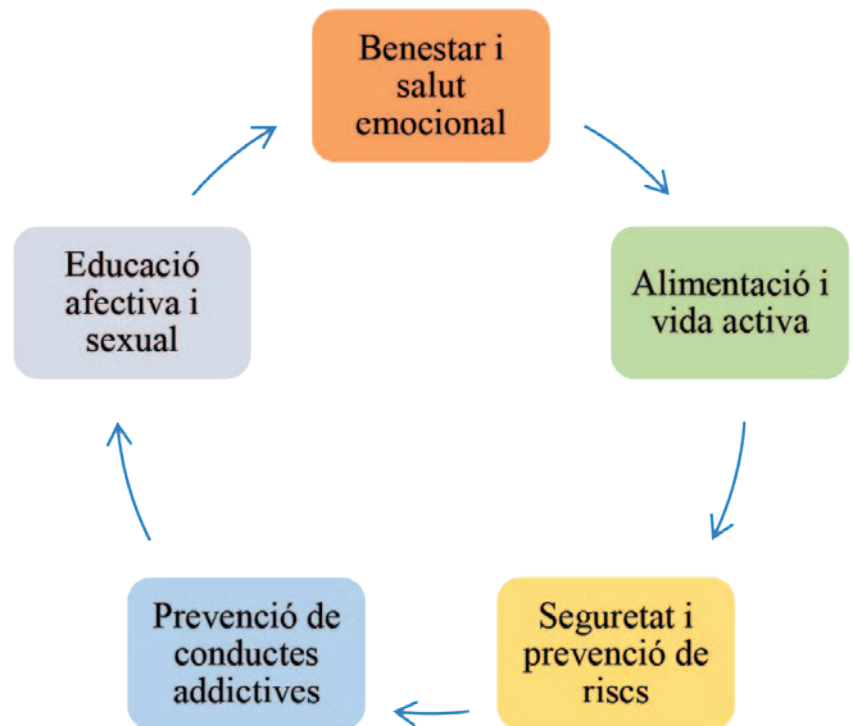 Benestar i
salut
emocional
Alimentació i
vida activa
Seguretat i
prevenció de
riscs
Prevenció de
conductes
addictives
Educació
afectiva i
sexual